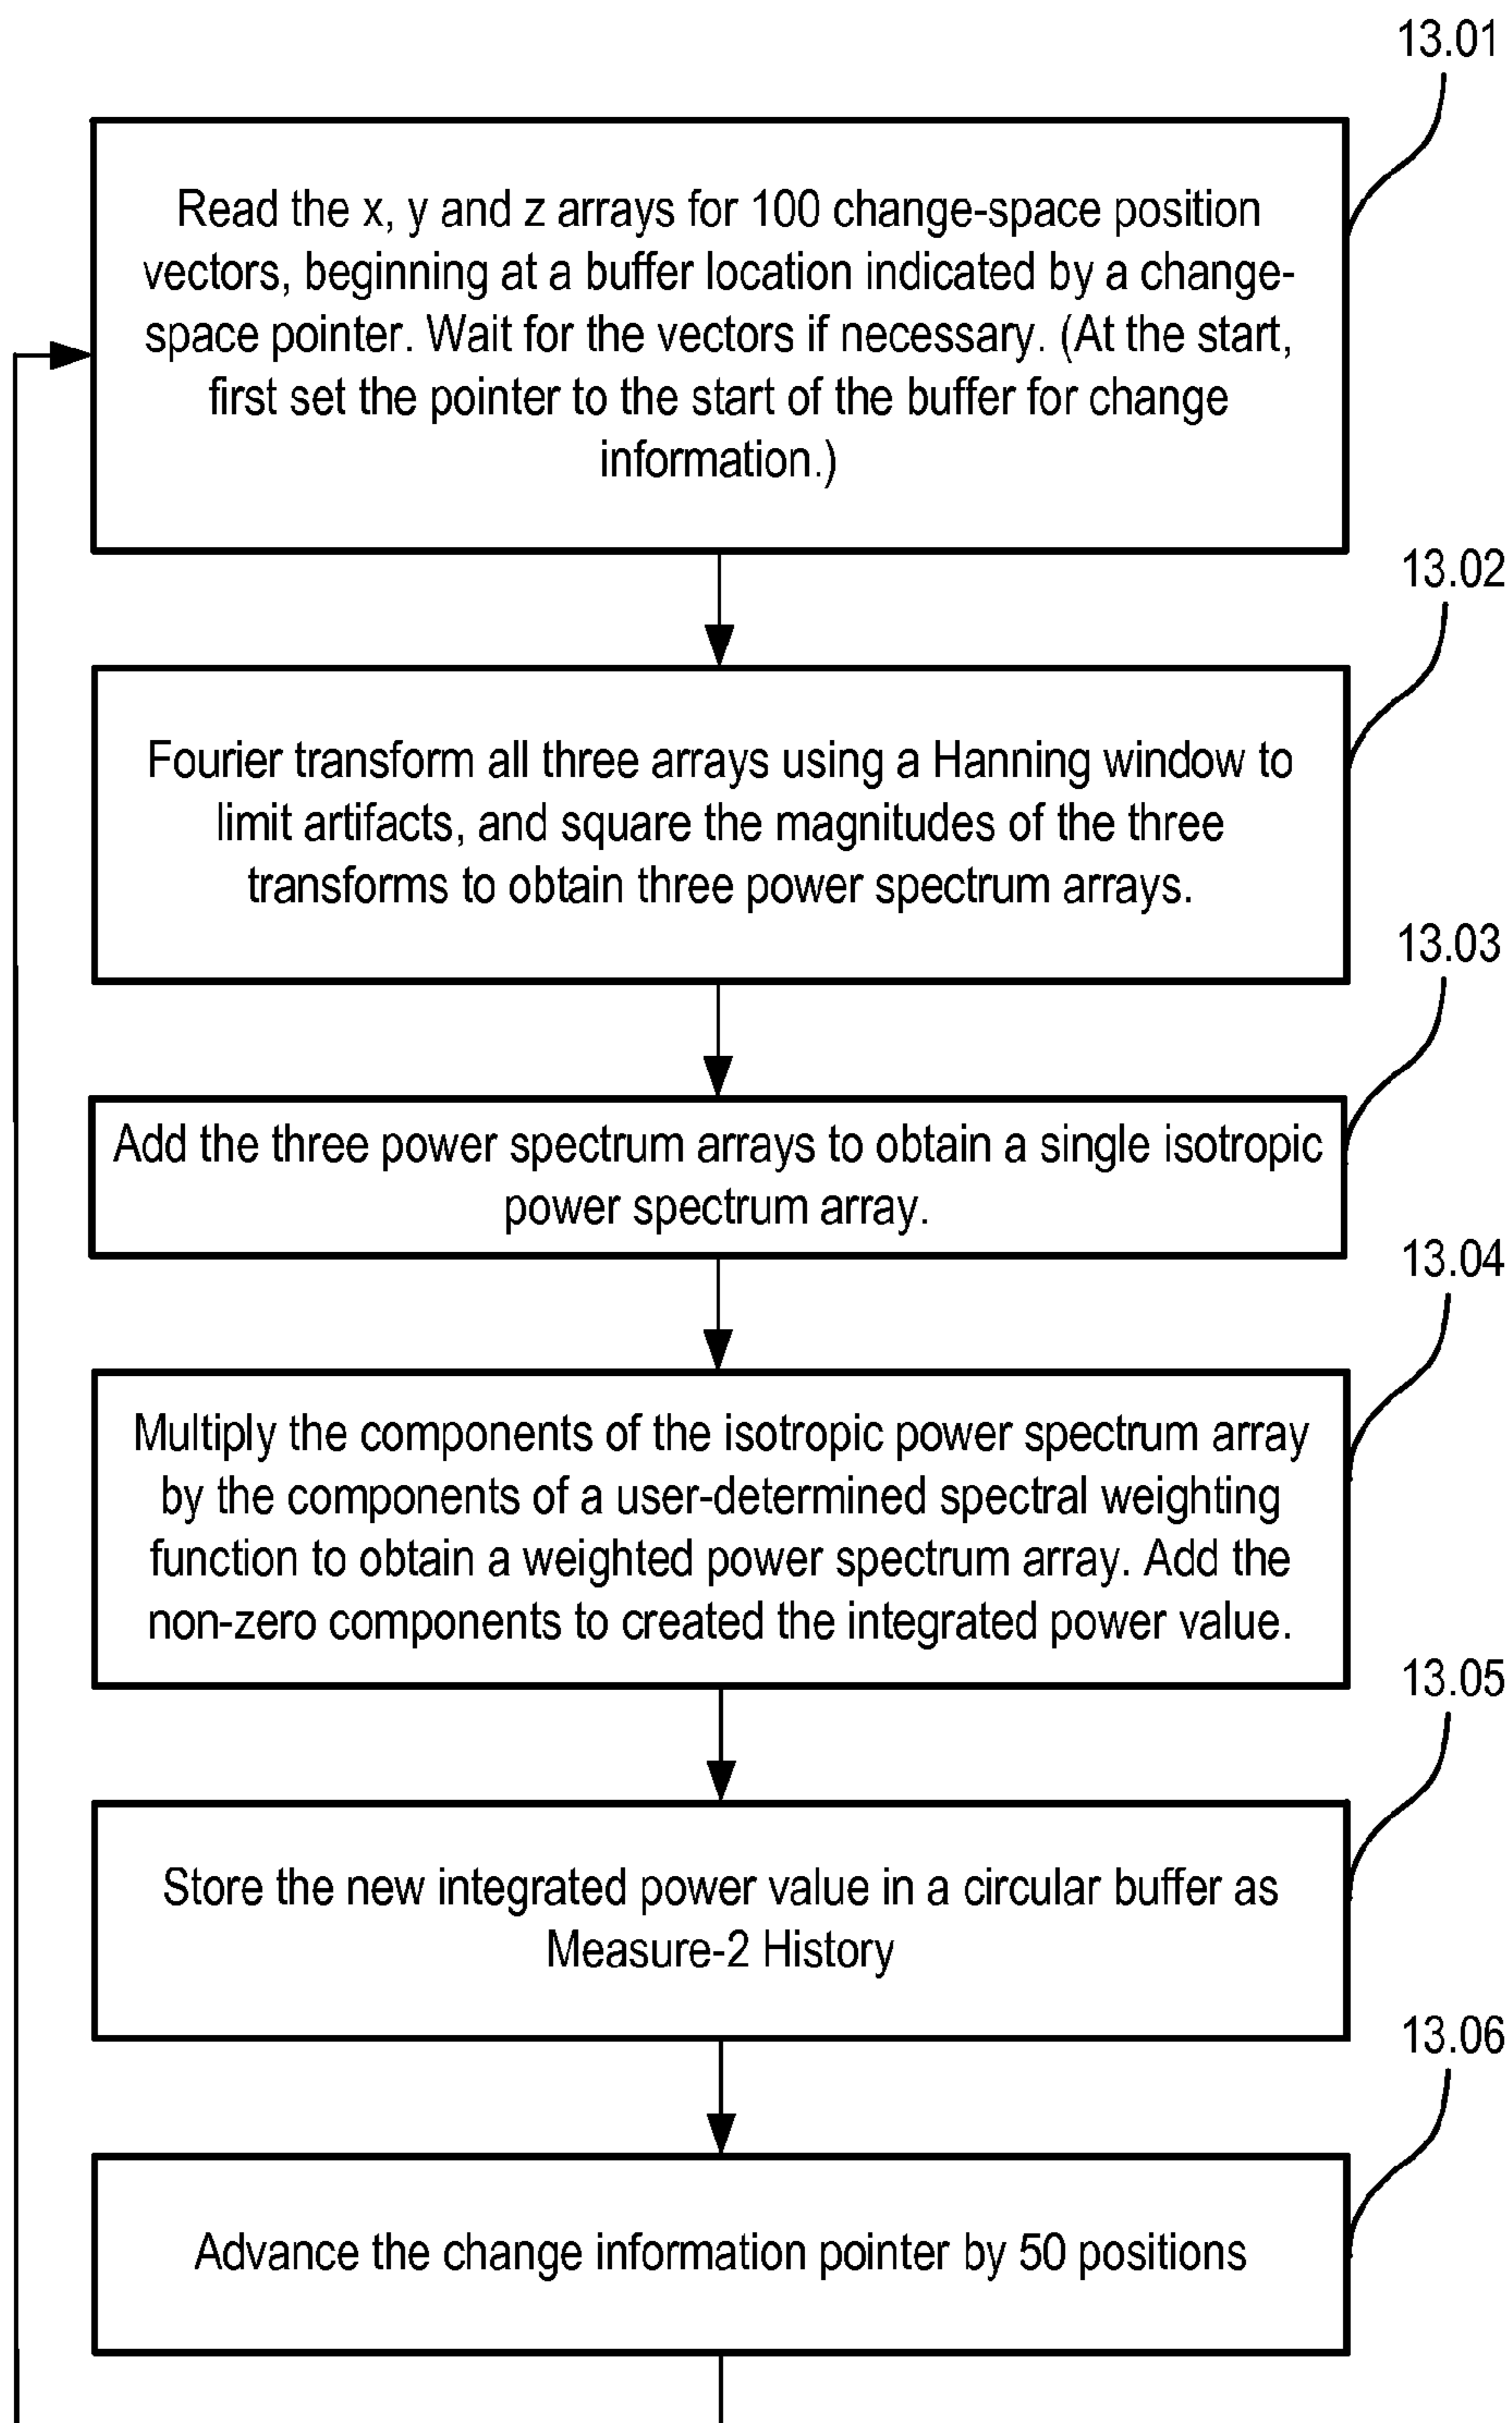 13.01
Read the x, y and z arrays for 100 change-space position
vectors, beginning at a buffer location indicated by a change-
space pointer. Wait for the vectors if necessary. (At the start,
first set the pointer to the start of the buffer for change
information.)
13.02
Fourier transform all three arrays using a Hanning window to
limit artifacts, and square the magnitudes of the three
transforms to obtain three power spectrum arrays.
13.03
Add the three power spectrum arrays to obtain a single isotropic
power spectrum array.
13.04
Multiply the components of the isotropic power spectrum array
by the components of a user-determined spectral weighting
function to obtain a weighted power spectrum array. Add the
non-zero components to created the integrated power value.
13.05
Store the new integrated power value in a circular buffer as
Measure-2 History
13.06
Advance the change information pointer by 50 positions